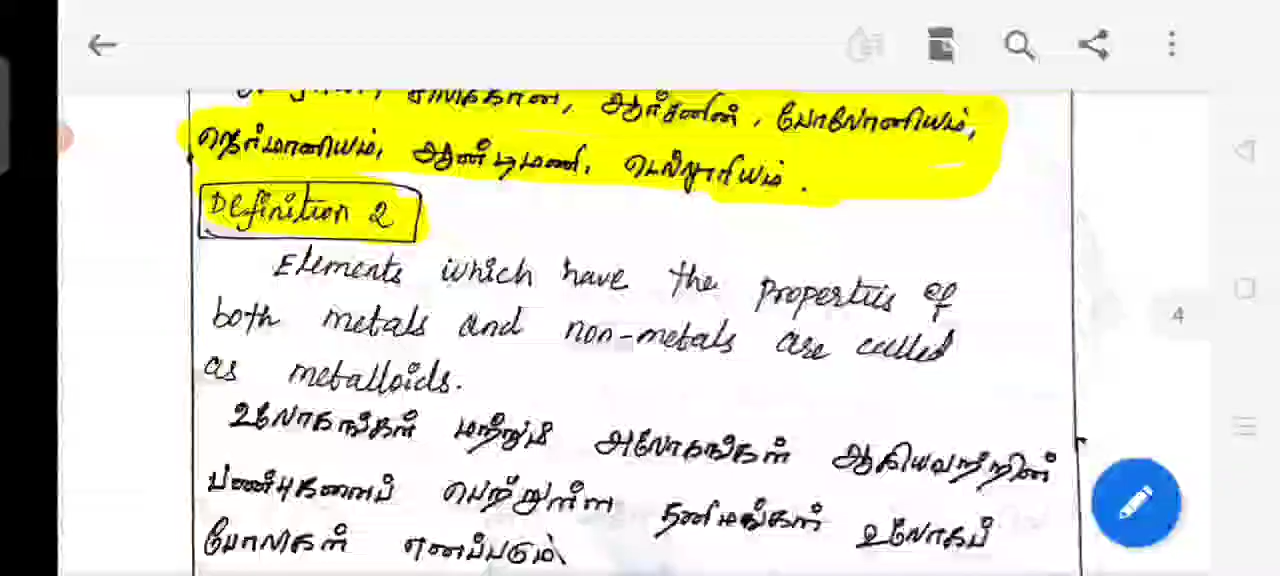 சிலிக்கான், ஆர்சனிக், போலோனியம்,
ஜெர்மானியம், ஆண்டிமணி, டெல்லூரியம்.
Definition 2
Elements which have the properties of
both metals and non-metals are called
as metalloids.
4
உலோகங்கள் மற்றும் அலோகங்கள் ஆகியவற்றின்
பண்புகளைப் பெற்றுள்ள தனிமங்கள் உலோகப்
போலிகள் எனப்படும்